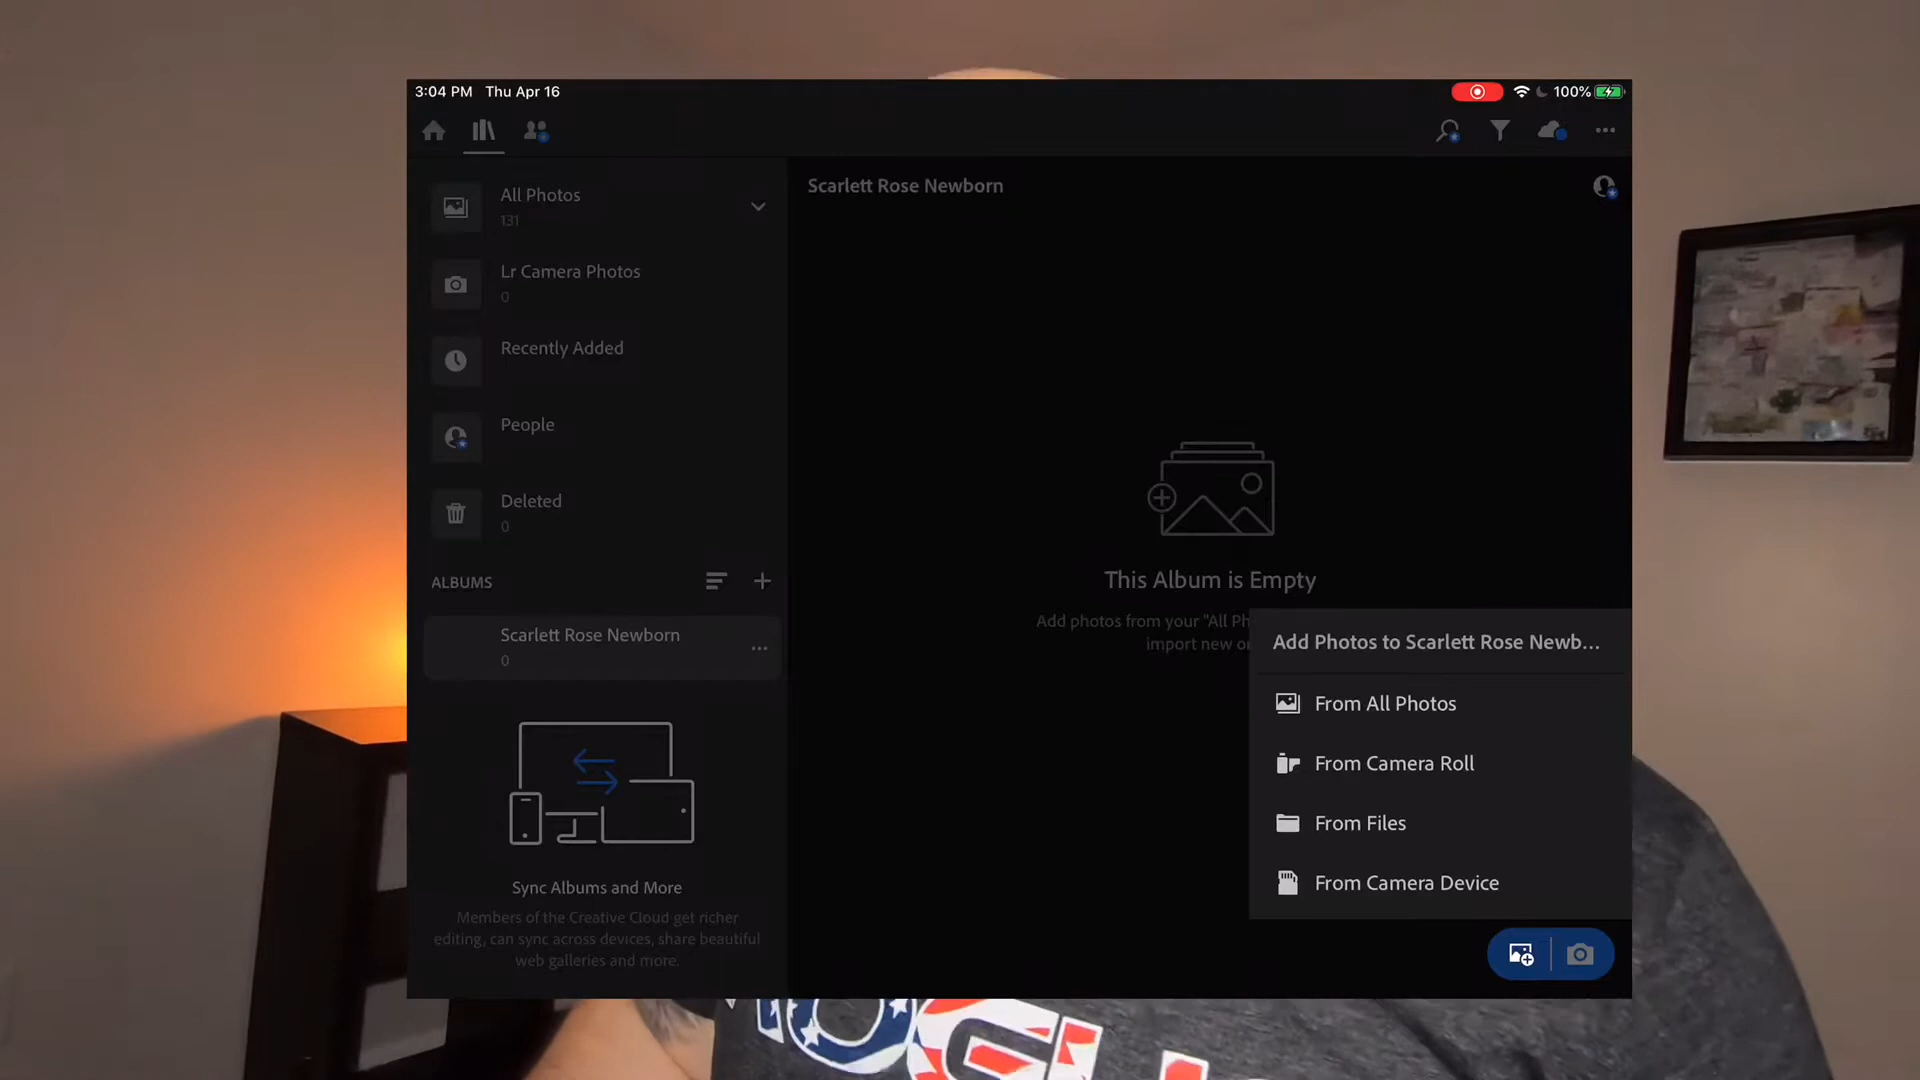 3:04 PM Thu Apr 16
100%
All Photos
131
Scarlett Rose Newborn
Lr Camera Photos
0
Recently Added
People
Deleted
0
ALBUMS
Scarlett Rose Newborn
0
This Album is Empty
Add photos from your "All Ph
import new or
Add Photos to Scarlett Rose Newb...
From All Photos
From Camera Roll
From Files
From Camera Device
Sync Albums and More
Members of the Creative Cloud get richer
editing, can sync across devices, share beautiful
web galleries and more.